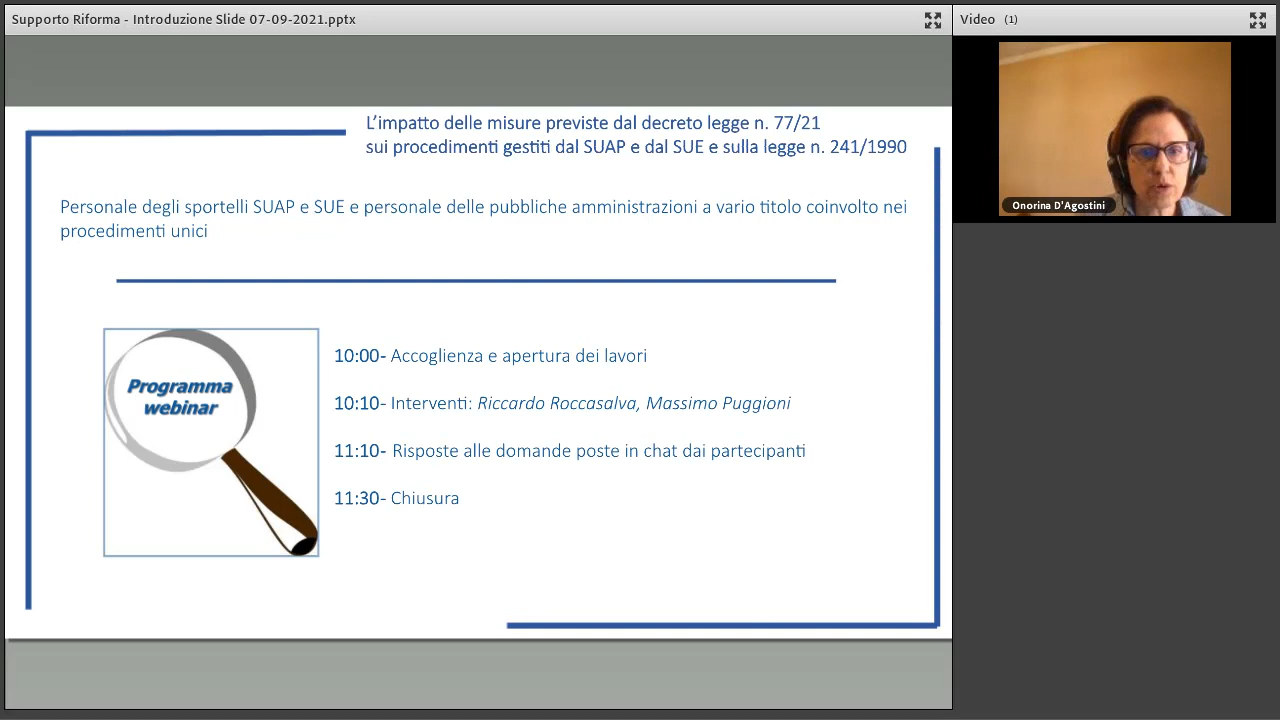 Supporto Riforma - Introduzione Slide 07-09-2021.pptx
Video (1)
L'impatto delle misure previste dal decreto legge n. 77/21
sui procedimenti gestiti dal SUAP e dal SUE e sulla legge n. 241/1990
Personale degli sportelli SUAP e SUE e personale delle pubbliche amministrazioni a vario titolo coinvolto nei
procedimenti unici
Programma
webinar
10:00- Accoglienza e apertura dei lavori
10:10- Interventi: Riccardo Roccasalva, Massimo Puggioni
11:10- Risposte alle domande poste in chat dai partecipanti
11:30- Chiusura
Onorina D'Agostini